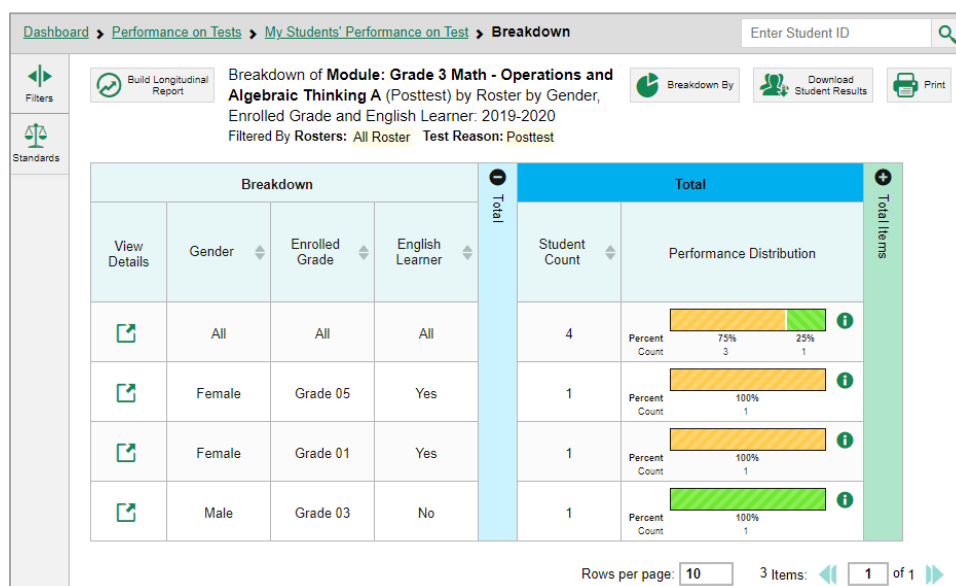 Dashboard > Performance on Tests > My Students' Performance on Test > Breakdown
Enter Student ID
Filters
Standards
Build Longitudinal
Report
Breakdown of Module: Grade 3 Math - Operations and
Algebraic Thinking A (Posttest) by Roster by Gender,
Enrolled Grade and English Learner: 2019-2020
Filtered By Rosters: All Roster Test Reason: Posttest
Breakdown By
Download
Student Results
Print
Breakdown
Total
Total
Total Items
View
Details
Gender
Enrolled
Grade
English
Learner
Student
Count
Performance Distribution
All All All 4
Percent 75% 25%
Count 3 1
Female Grade 05 Yes 1
Percent 100%
Count 1
Female Grade 01 Yes 1
Percent 100%
Count 1
Male Grade 03 No 1
Percent 100%
Count 1
Rows per page: 10 3 Items: 1 of 1